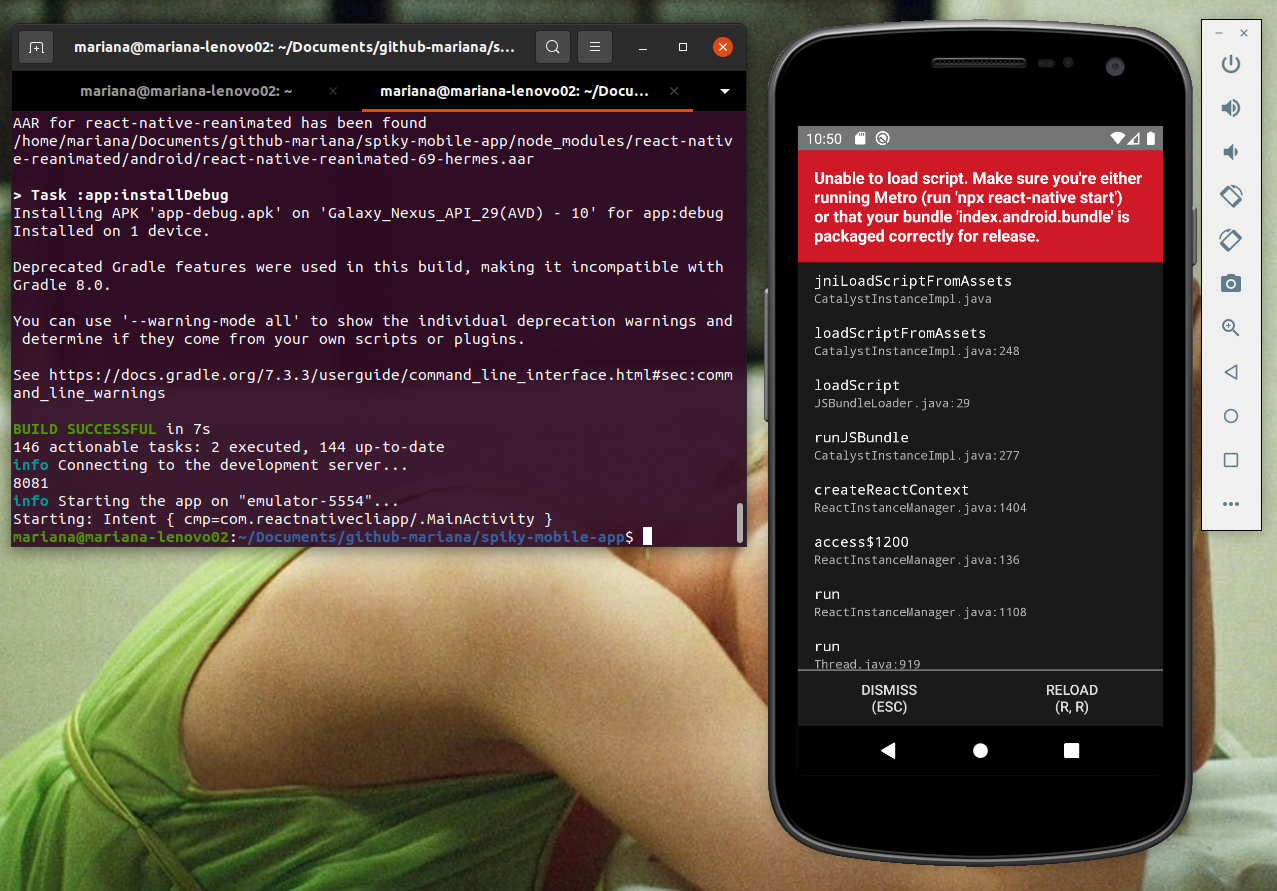 mariana@mariana-lenovo02: ~/Documents/github-mariana/s...
mariana@mariana-lenovo02: ~
mariana@mariana-lenovo02: ~/Docu...
AAR for react-native-reanimated has been found
/home/mariana/Documents/github-mariana/spiky-mobile-app/node_modules/react-nativ
e-reanimated/android/react-native-reanimated-69-hermes.aar
> Task :app:installDebug
Installing APK 'app-debug.apk' on 'Galaxy_Nexus_API_29(AVD) - 10' for app:debug
Installed on 1 device.
Deprecated Gradle features were used in this build, making it incompatible with
Gradle 8.0.
You can use '--warning-mode all' to show the individual deprecation warnings and
determine if they come from your own scripts or plugins.
See https://docs.gradle.org/7.3.3/userguide/command_line_interface.html#sec:comm
and_line_warnings
BUILD SUCCESSFUL in 7s
146 actionable tasks: 2 executed, 144 up-to-date
info Connecting to the development server...
8081
info Starting the app on "emulator-5554"...
Starting: Intent { cmp=com.reactnativecliapp/.MainActivity }
mariana@mariana-lenovo02:~/Documents/github-mariana/spiky-mobile-app$
10:50
Unable to load script. Make sure you're either
running Metro (run 'npx react-native start')
or that your bundle 'index.android.bundle' is
packaged correctly for release.
jniLoadScriptFromAssets
CatalystInstanceImpl.java
loadScriptFromAssets
CatalystInstanceImpl.java:248
loadScript
JSBundleLoader.java:29
runJSBundle
CatalystInstanceImpl.java:277
createReactContext
ReactInstanceManager.java:1404
access$1200
ReactInstanceManager.java:136
run
ReactInstanceManager.java:1108
run
Thread.java:919
DISMISS
(ESC)
RELOAD
(R, R)